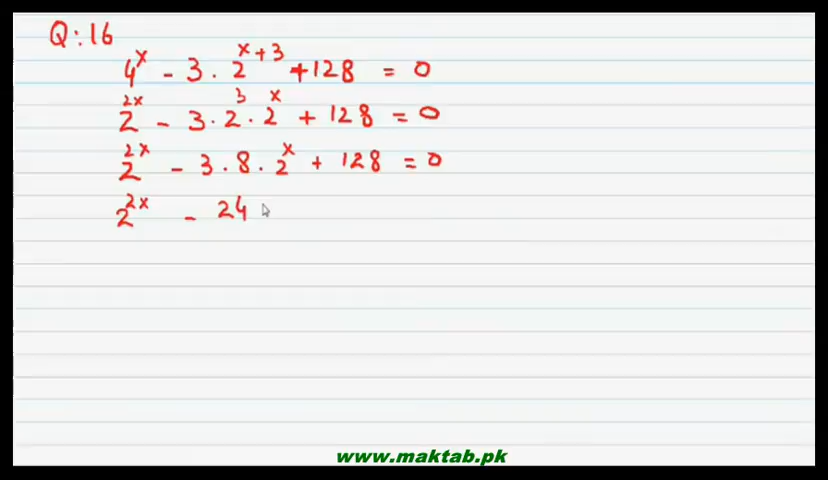 Q:16
4^x - 3 . 2^(x+3) + 128 = 0
2^(2x) - 3 . 2^3 . 2^x + 128 = 0
2^(2x) - 3 . 8 . 2^x + 128 = 0
2^(2x) - 24
www.maktab.pk